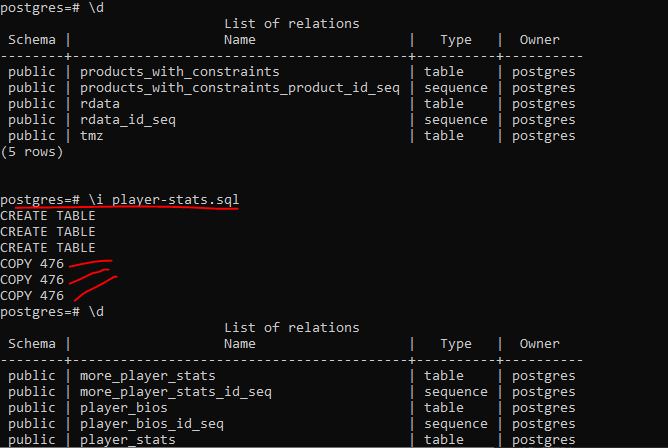 postgres=# \d
List of relations
Schema | Name | Type | Owner
--------+-----------------------------------------+----------+----------
public | products_with_constraints | table | postgres
public | products_with_constraints_product_id_seq | sequence | postgres
public | rdata | table | postgres
public | rdata_id_seq | sequence | postgres
public | tmz | table | postgres
(5 rows)
postgres=# \i player-stats.sql
CREATE TABLE
CREATE TABLE
CREATE TABLE
COPY 476
COPY 476
COPY 476
postgres=# \d
List of relations
Schema | Name | Type | Owner
--------+-----------------------------------------+----------+----------
public | more_player_stats | table | postgres
public | more_player_stats_id_seq | sequence | postgres
public | player_bios | table | postgres
public | player_bios_id_seq | sequence | postgres
public | player_stats | table | postgres